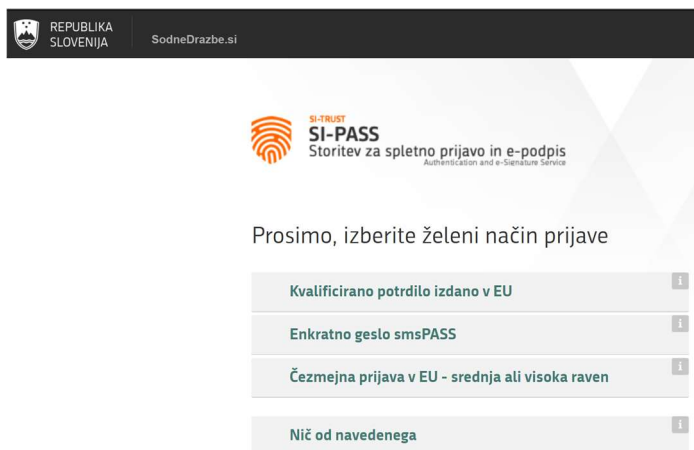 REPUBLIKA
SLOVENIJA
SodneDrazbe.si
SI-TRUST
SI-PASS
Storitev za spletno prijavo in e-podpis
Authentication and e-Signature Service
Prosimo, izberite želeni način prijave
Kvalificirano potrdilo izdano v EU
i
Enkratno geslo smsPASS
i
Čezmejna prijava v EU - srednja ali visoka raven
i
Nič od navedenega
i